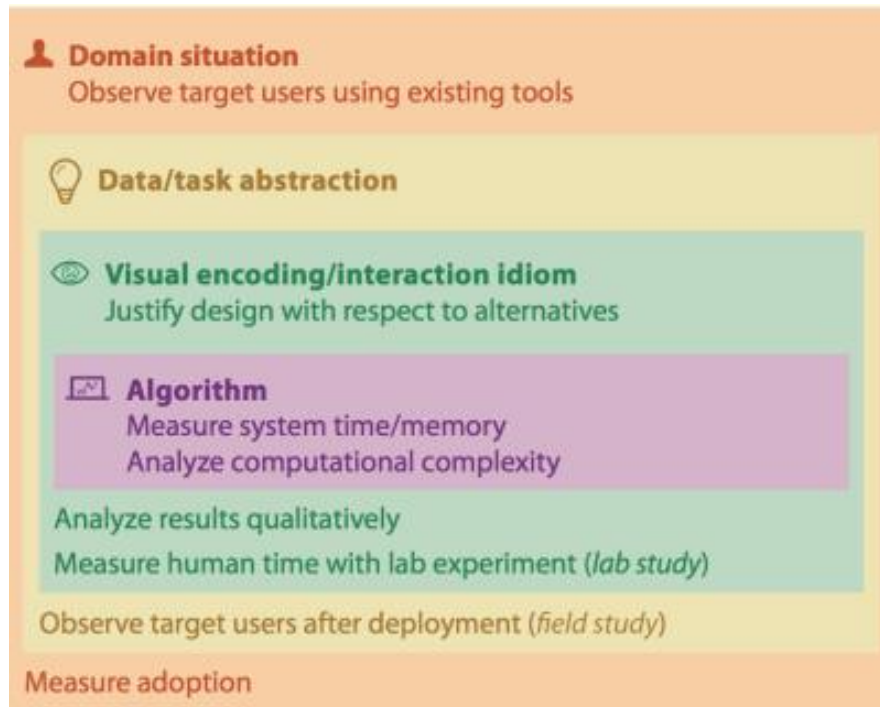 Domain situation
Observe target users using existing tools
Data/task abstraction
Visual encoding/interaction idiom
Justify design with respect to alternatives
Algorithm
Measure system time/memory
Analyze computational complexity
Analyze results qualitatively
Measure human time with lab experiment (lab study)
Observe target users after deployment (field study)
Measure adoption